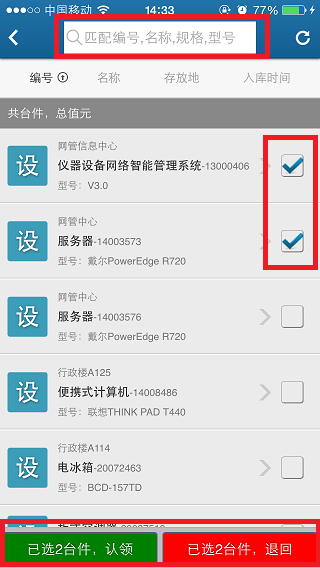 中国移动 14:33 77%
匹配编号,名称,规格,型号
编号 名称 存放地 入库时间
共台件，总值元
网管信息中心
设 仪器设备网络智能管理系统-13000406
型号：V3.0
网管中心
设 服务器-14003573
型号：戴尔PowerEdge R720
网管中心
设 服务器-14003576
型号：戴尔PowerEdge R720
行政楼A125
设 便携式计算机-14008486
型号：联想THINK PAD T440
行政楼A114
设 电冰箱-20072463
型号：BCD-157TD
已选2台件，认领 已选2台件，退回